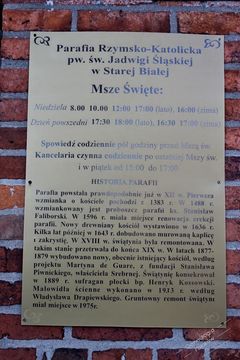 Parafia Rzymsko-Katolicka
pw. św. Jadwigi Śląskiej
w Starej Białej
Msze Święte:
Niedziela 8.00 10.00 12:00 17:00 (lato), 16:00 (zima)
Dzień powszedni 17:30 18:00 (lato), 16:30 17:00 (zima)
Spowiedź codziennie pół godziny przed Mszą św.
Kancelaria czynna codziennie po ostatniej Mszy św.
i w piątek od 15:00 do 17:00
HISTORIA PARAFII
Parafia powstała prawdopodobnie już w XII w. Pierwsza
wzmianka o kościele pochodzi z 1383 r. W 1488 r.
wzmiankowany jest proboszcz parafii ks. Stanisław
Faliborski. W 1596 r. miała miejsce renowacja erekcji
parafii. Nowy drewniany kościół wystawiono w 1636 r.
Kilka lat później w 1643 r. dobudowano murowaną kaplicę
z zakrystią. W XVIII w. świątynia była remontowana. W
takim stanie przetrwała do końca XIX w. W latach 1877-
1879 wybudowano nowy, obecnie istniejący kościół, według
projektu Martyna de Guare, z fundacji Stanisława
Piwnickiego, właściciela Srebrnej. Świątynię konsekrował
w 1889 r. sufragan płocki bp. Henryk Kossowski.
Malowidła ścienne wykonano w 1933 r. według
Władysława Drapiewskiego. Gruntowny remont świątyni
miał miejsce w 1975r.